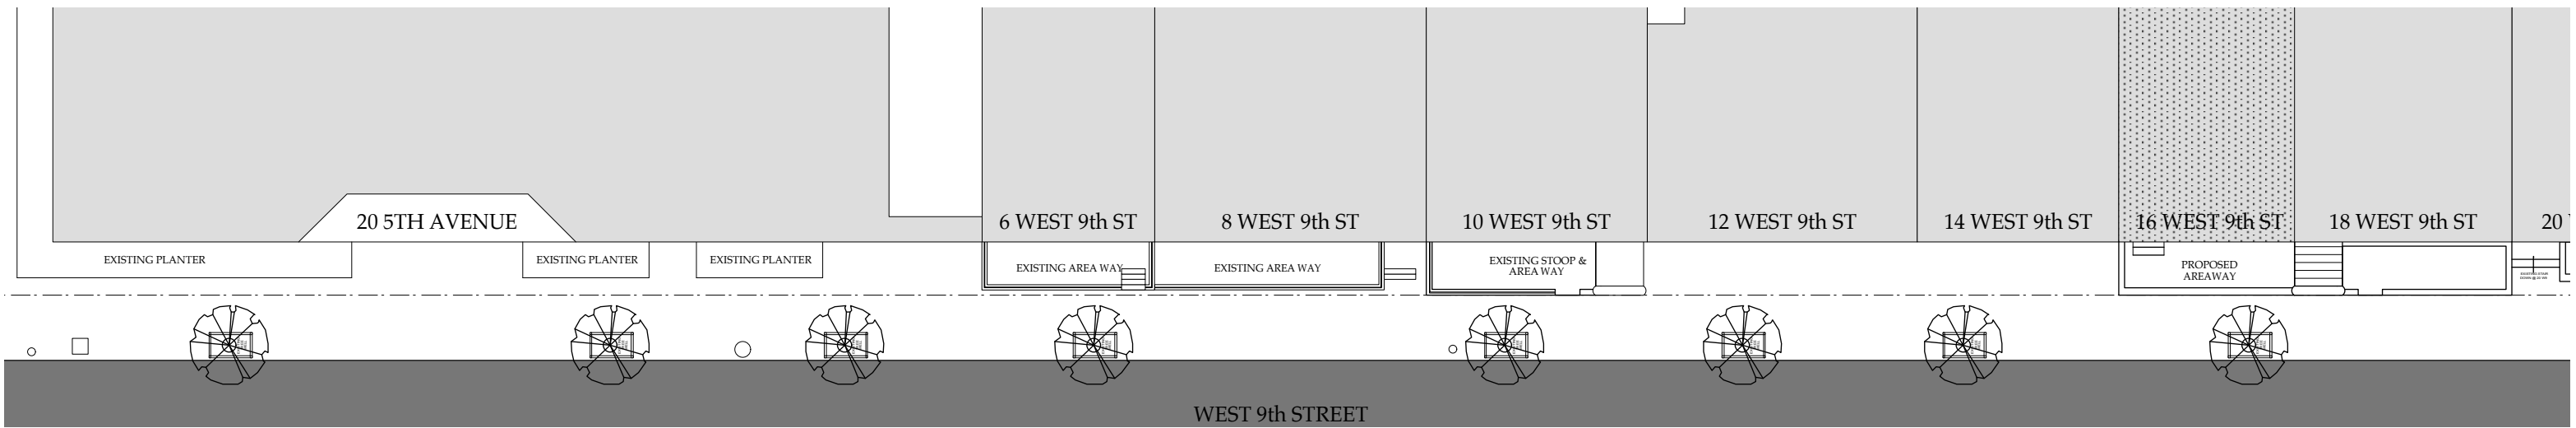 20 5TH AVENUE
6 WEST 9th ST
8 WEST 9th ST
10 WEST 9th ST
12 WEST 9th ST
14 WEST 9th ST
16 WEST 9th ST
18 WEST 9th ST
20
EXISTING PLANTER
EXISTING PLANTER
EXISTING PLANTER
EXISTING AREA WAY
EXISTING AREA WAY
EXISTING STOOP &
AREA WAY
PROPOSED
AREAWAY
WEST 9th STREET